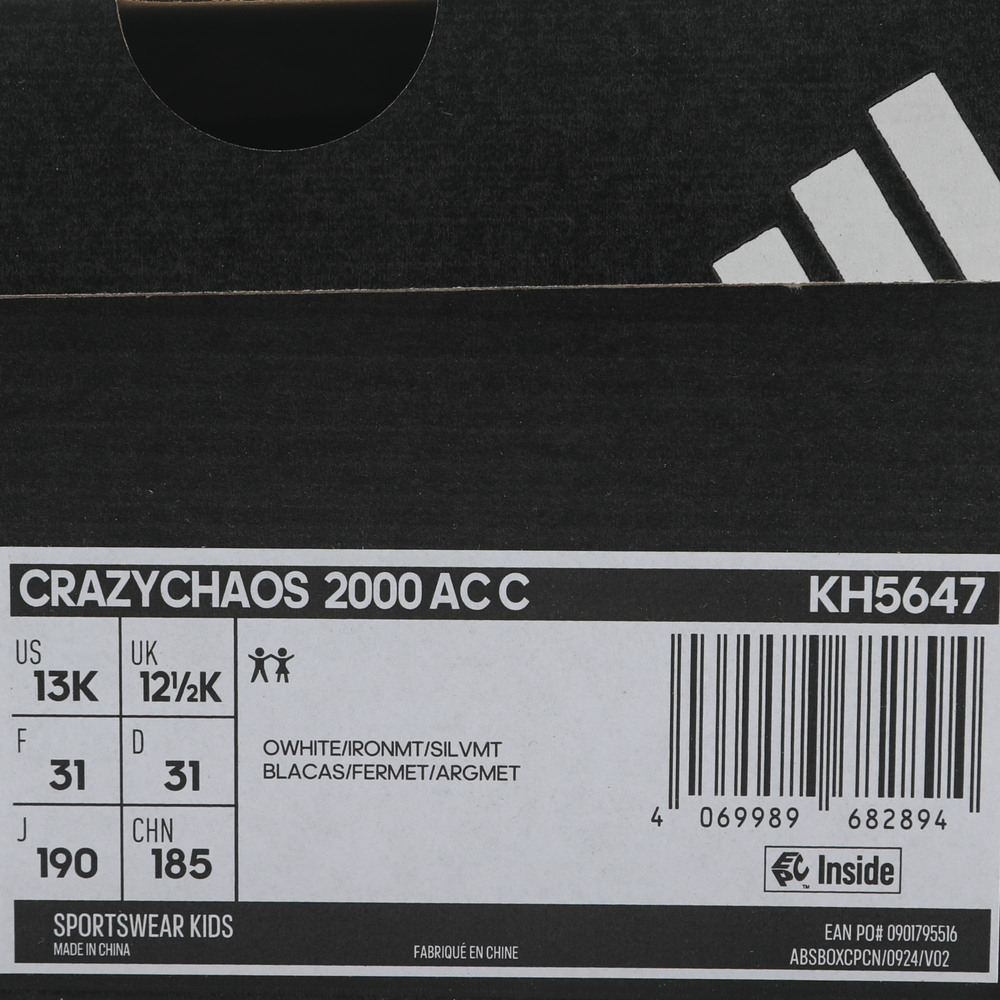 CRAZYCHAOS 2000 AC C KH5647
US 13K UK 12½K
F 31 D 31
J 190 CHN 185
OWHITE/IRONMT/SILVMT
BLACAS/FERMET/ARGMET
4 069989 682894
EPC™ Inside
SPORTSWEAR KIDS
MADE IN CHINA FABRIQUÉ EN CHINE
EAN PO# 0901795516
ABSBOXCPCN/0924/V02